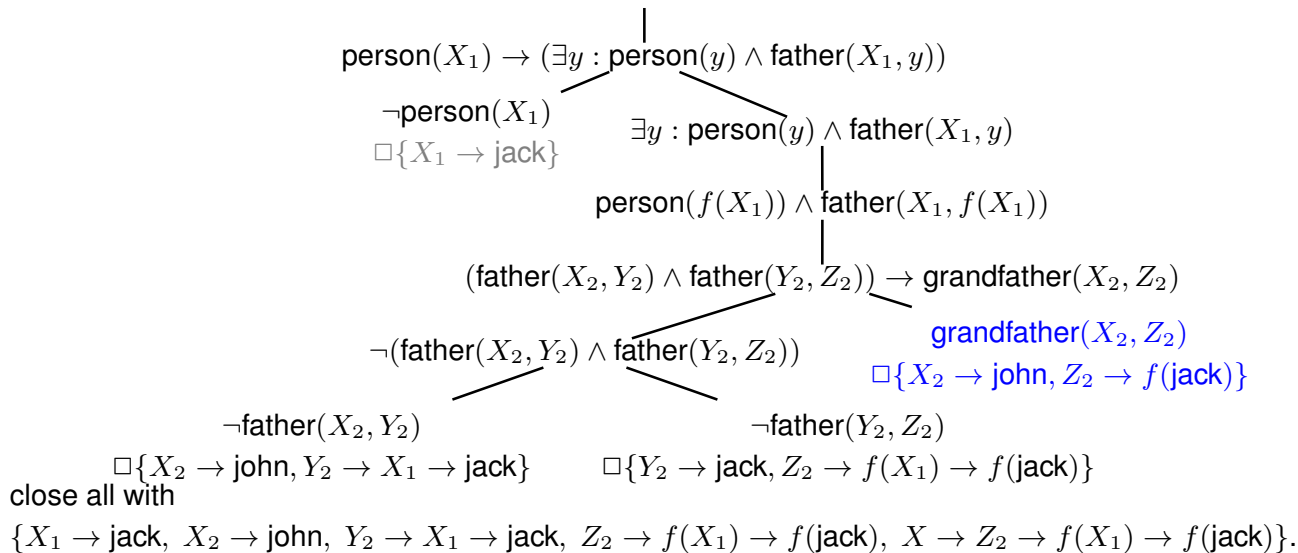 person(X₁) → (∃y : person(y) ∧ father(X₁, y))
¬person(X₁)
∃y : person(y) ∧ father(X₁, y)
□{X₁ → jack}
person(f(X₁)) ∧ father(X₁, f(X₁))
(father(X₂, Y₂) ∧ father(Y₂, Z₂)) → grandfather(X₂, Z₂)
¬(father(X₂, Y₂) ∧ father(Y₂, Z₂))
grandfather(X₂, Z₂)
□{X₂ → john, Z₂ → f(jack)}
¬father(X₂, Y₂)
¬father(Y₂, Z₂)
□{X₂ → john, Y₂ → X₁ → jack}
□{Y₂ → jack, Z₂ → f(X₁) → f(jack)}
close all with
{X₁ → jack, X₂ → john, Y₂ → X₁ → jack, Z₂ → f(X₁) → f(jack), X → Z₂ → f(X₁) → f(jack)}.